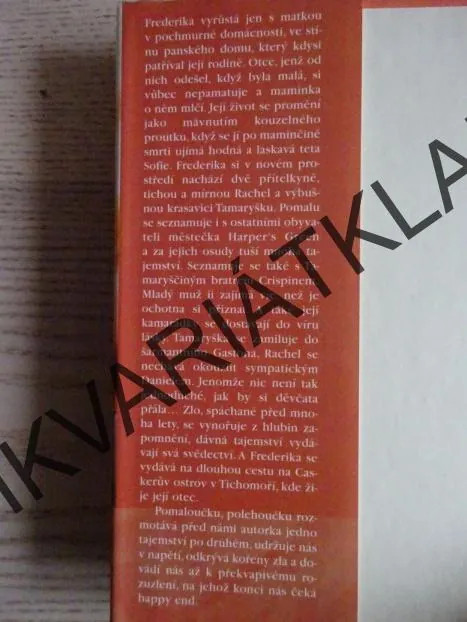 Frederika vyrůstá jen s matkou
v pochmurné domácnosti, ve stí-
nu panského domu, který kdysi
patříval její rodině. Otce, jenž od
nich odešel, když byla malá, si
vůbec nepamatuje a maminka
o něm mlčí. Její život se promění
jako mávnutím kouzelného
proutku, když se jí po maminčině
smrti ujímá hodná a laskavá teta
Sofie. Frederika si v novém pro-
středí nachází dvě přítelkyně,
tichou a mírnou Rachel a výbuš-
nou krasavici Tamaryšku. Pomalu
se seznamuje i s ostatními obyva-
teli městečka Harper's Green
a za jejich osudy tuší mnohá ta-
jemství. Seznamuje se také s Ta-
maryščiným bratrem Crispinem.
Mladý muž ji zajímá víc, než je
ochotna si přiznat. Také její
kamarádky se dostávají do víru
lásky. Tamaryška se zamiluje do
šarmantního Gastona, Rachel se
nechává okouzlit sympatickým
Danielem. Jenomže nic není tak
jednoduché, jak by si děvčata
přála... Zlo, spáchané před mno-
ha lety, se vynořuje z hlubin za-
pomnění, dávná tajemství vydá-
vají svá svědectví. A Frederika se
vydává na dlouhou cestu na Cas-
kerův ostrov v Tichomoří, kde ži-
je její otec.
Pomaloučku, polehoučku roz-
motává před námi autorka jedno
tajemství po druhém, udržuje nás
v napětí, odkrývá kořeny zla a do-
vádí nás až k překvapivému ro-
zuzlení, na jehož konci nás čeká
happy end.